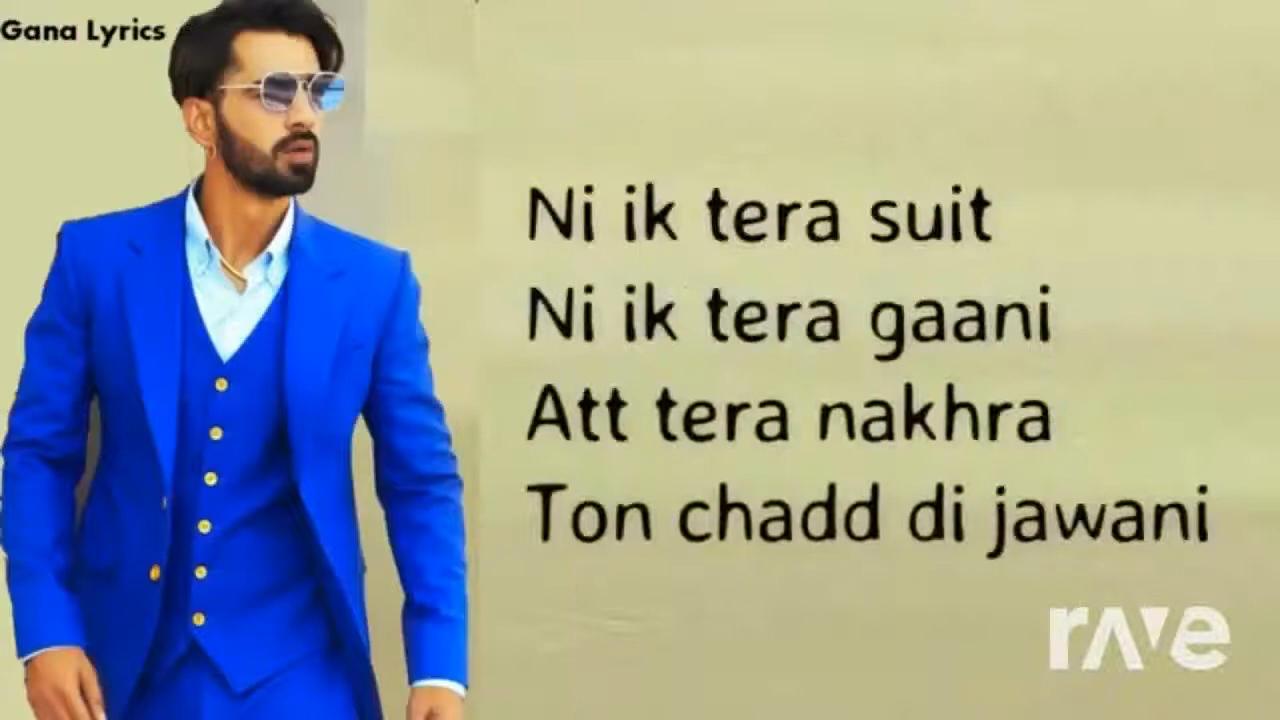 Gana Lyrics
Ni ik tera suit
Ni ik tera gaani
Att tera nakhra
Ton chadd di jawani
rave